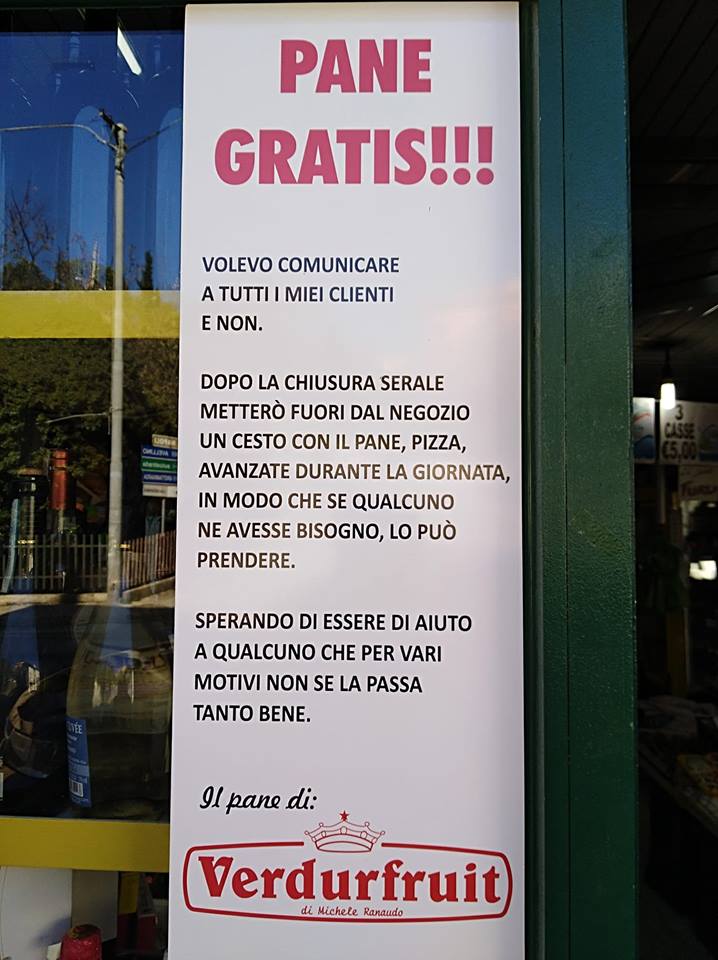 PANE
GRATIS!!!
VOLEVO COMUNICARE
A TUTTI I MIEI CLIENTI
E NON.
DOPO LA CHIUSURA SERALE
METTERÒ FUORI DAL NEGOZIO
UN CESTO CON IL PANE, PIZZA,
AVANZATE DURANTE LA GIORNATA,
IN MODO CHE SE QUALCUNO
NE AVESSE BISOGNO, LO PUÒ
PRENDERE.
SPERANDO DI ESSERE DI AIUTO
A QUALCUNO CHE PER VARI
MOTIVI NON SE LA PASSA
TANTO BENE.
Il pane di:
Verdurfruit
di Michele Ranaudo
3
CASSE
€5,00